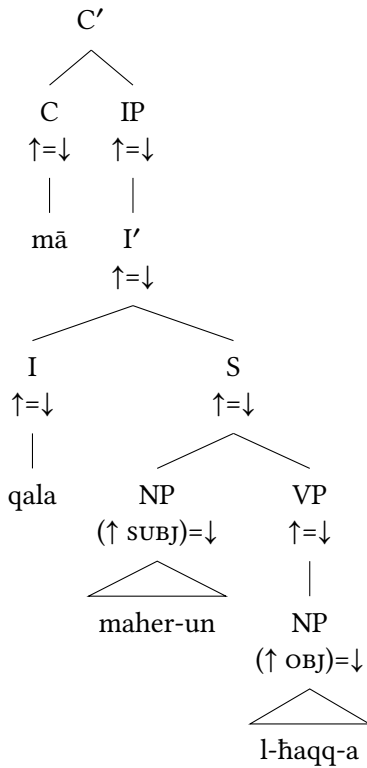 C′
C IP
↑=↓ ↑=↓
mā I′
↑=↓
I S
↑=↓ ↑=↓
qala NP VP
(↑ SUBJ)=↓ ↑=↓
maher-un NP
(↑ OBJ)=↓
l-ħaqq-a